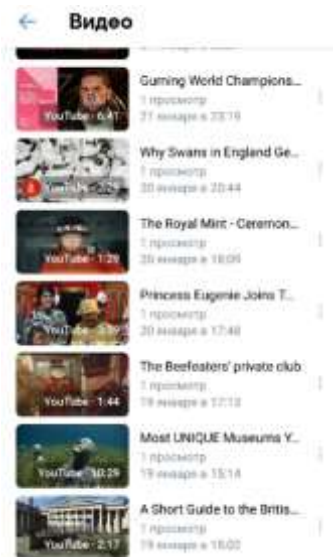 Видео
Gurning World Champions...
1 просмотр
21 января в 23:19
YouTube · 6:41
Why Swans in England Ge...
1 просмотр
20 января в 20:44
The Royal Mint - Ceremon...
1 просмотр
20 января в 18:09
YouTube · 1:29
Princess Eugenie Joins T...
1 просмотр
20 января в 17:48
YouTube
The Beefeaters' private club
1 просмотр
19 января в 17:13
YouTube · 1:44
Most UNIQUE Museums Y...
1 просмотр
19 января в 15:14
YouTube · 10:29
A Short Guide to the Britis...
1 просмотр
19 января в 15:02
YouTube · 2:17